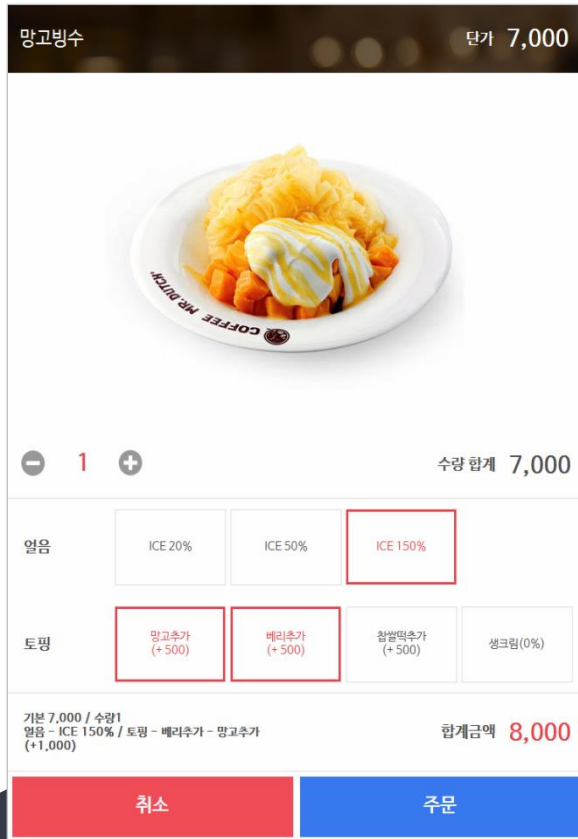 망고빙수 단가 7,000
COFFEE MR. DUTCH
1 수량 합계 7,000
얼음 ICE 20% ICE 50% ICE 150%
토핑 망고추가 베리추가 찹쌀떡추가 생크림(0%)
(+500) (+500) (+500)
기본 7,000 / 수량1
얼음 - ICE 150% / 토핑 - 베리추가 - 망고추가
(+1,000)
합계금액 8,000
취소 주문